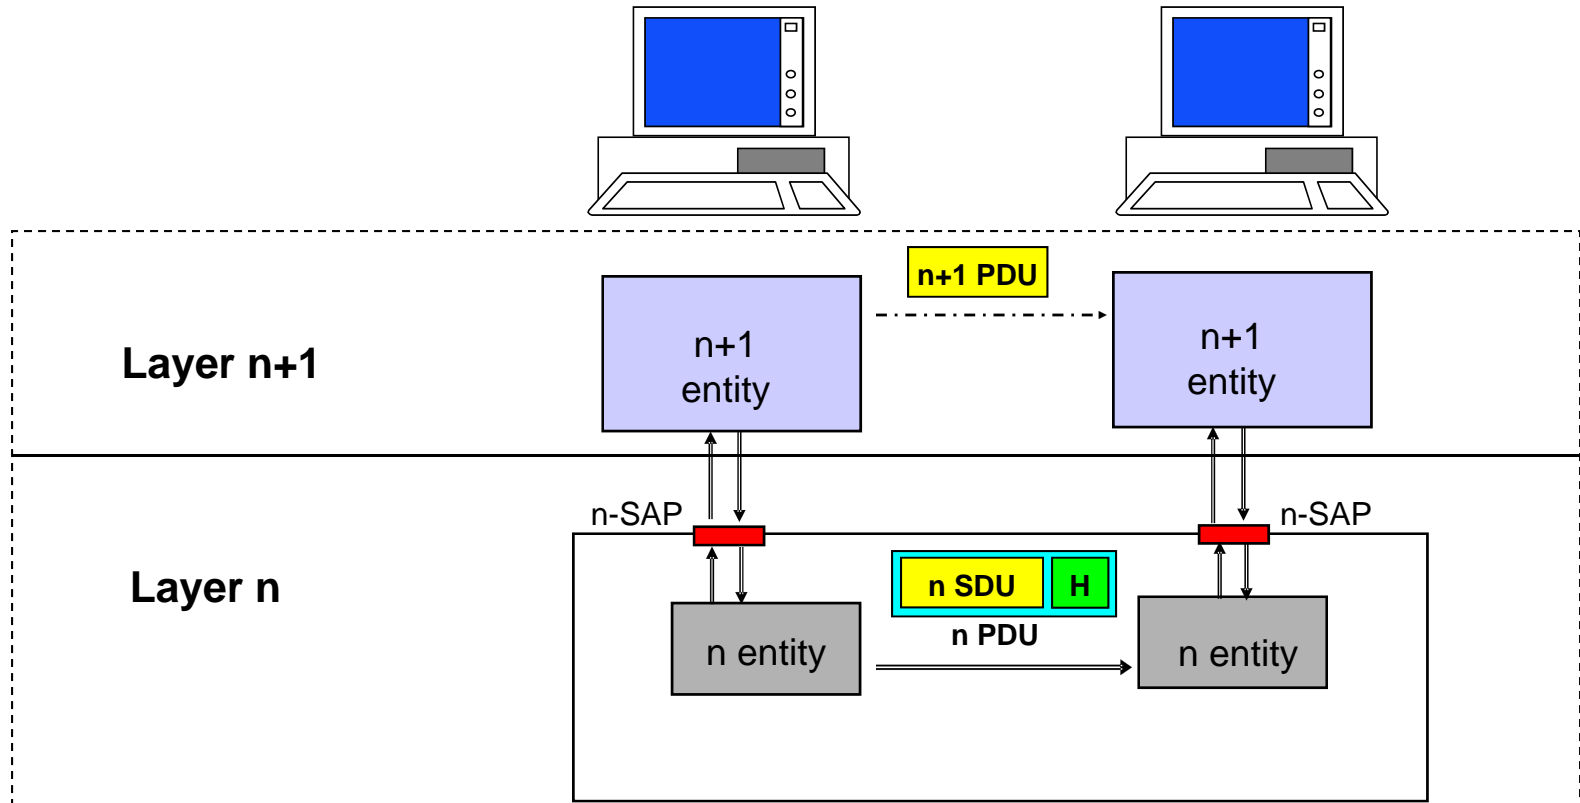 n+1 PDU
Layer n+1
n+1
entity
n+1
entity
n-SAP
n-SAP
Layer n
n SDU
H
n PDU
n entity
n entity